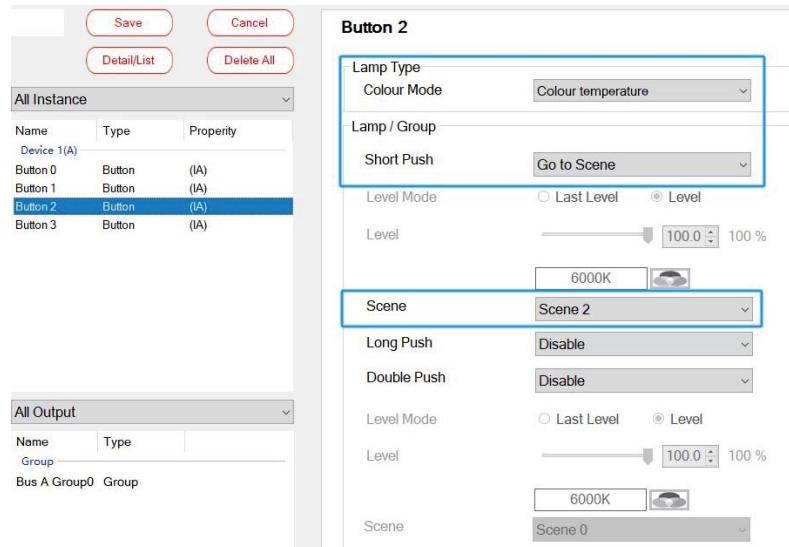 Save Cancel
Detail/List Delete All
All Instance
Name Type Properity
Device 1(A)
Button 0 Button (IA)
Button 1 Button (IA)
Button 2 Button (IA)
Button 3 Button (IA)
All Output
Name Type
Group
Bus A Group0 Group
Button 2
Lamp Type
Colour Mode Colour temperature
Lamp / Group
Short Push Go to Scene
Level Mode Last Level Level
Level 100.0 100 %
6000K
Scene Scene 2
Long Push Disable
Double Push Disable
Level Mode Last Level Level
Level 100.0 100 %
6000K
Scene Scene 0